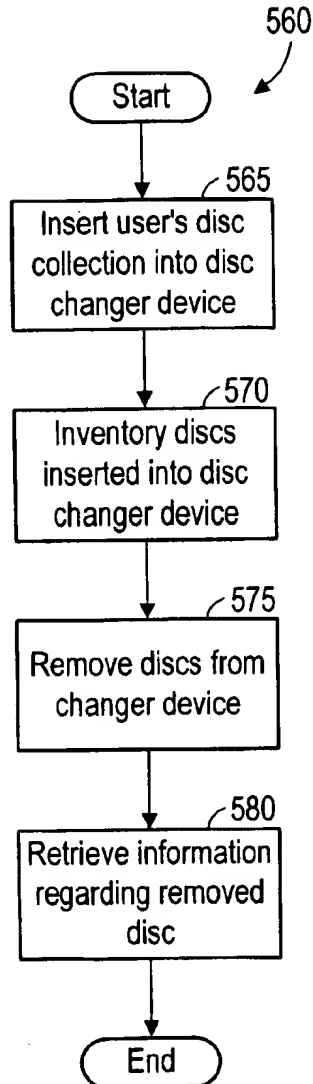 560
Start
565
Insert user's disc
collection into disc
changer device
570
Inventory discs
inserted into disc
changer device
575
Remove discs from
changer device
580
Retrieve information
regarding removed
disc
End